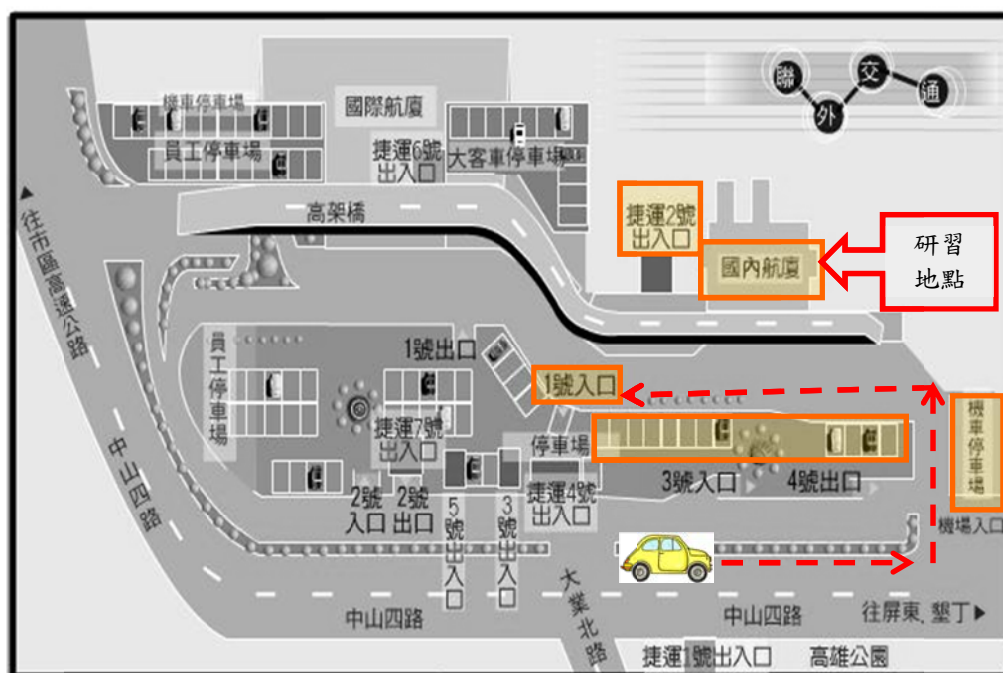 聯外交通
機車停車場
國際航廈
員工停車場
捷運6號
出入口
大客車停車場
捷運2號
出入口
國內航廈
研習
地點
高架橋
▲往市區高速公路
員工停車場
1號出口
1號入口
機車停車場
捷運7號
出入口
停車場
3號入口
4號出口
2號入口
2號出口
5號出入口
3號出入口
捷運4號
出入口
機場入口
中山四路
中山四路
大業北路
中山四路
往屏東,墾丁▶
捷運1號出入口
高雄公園